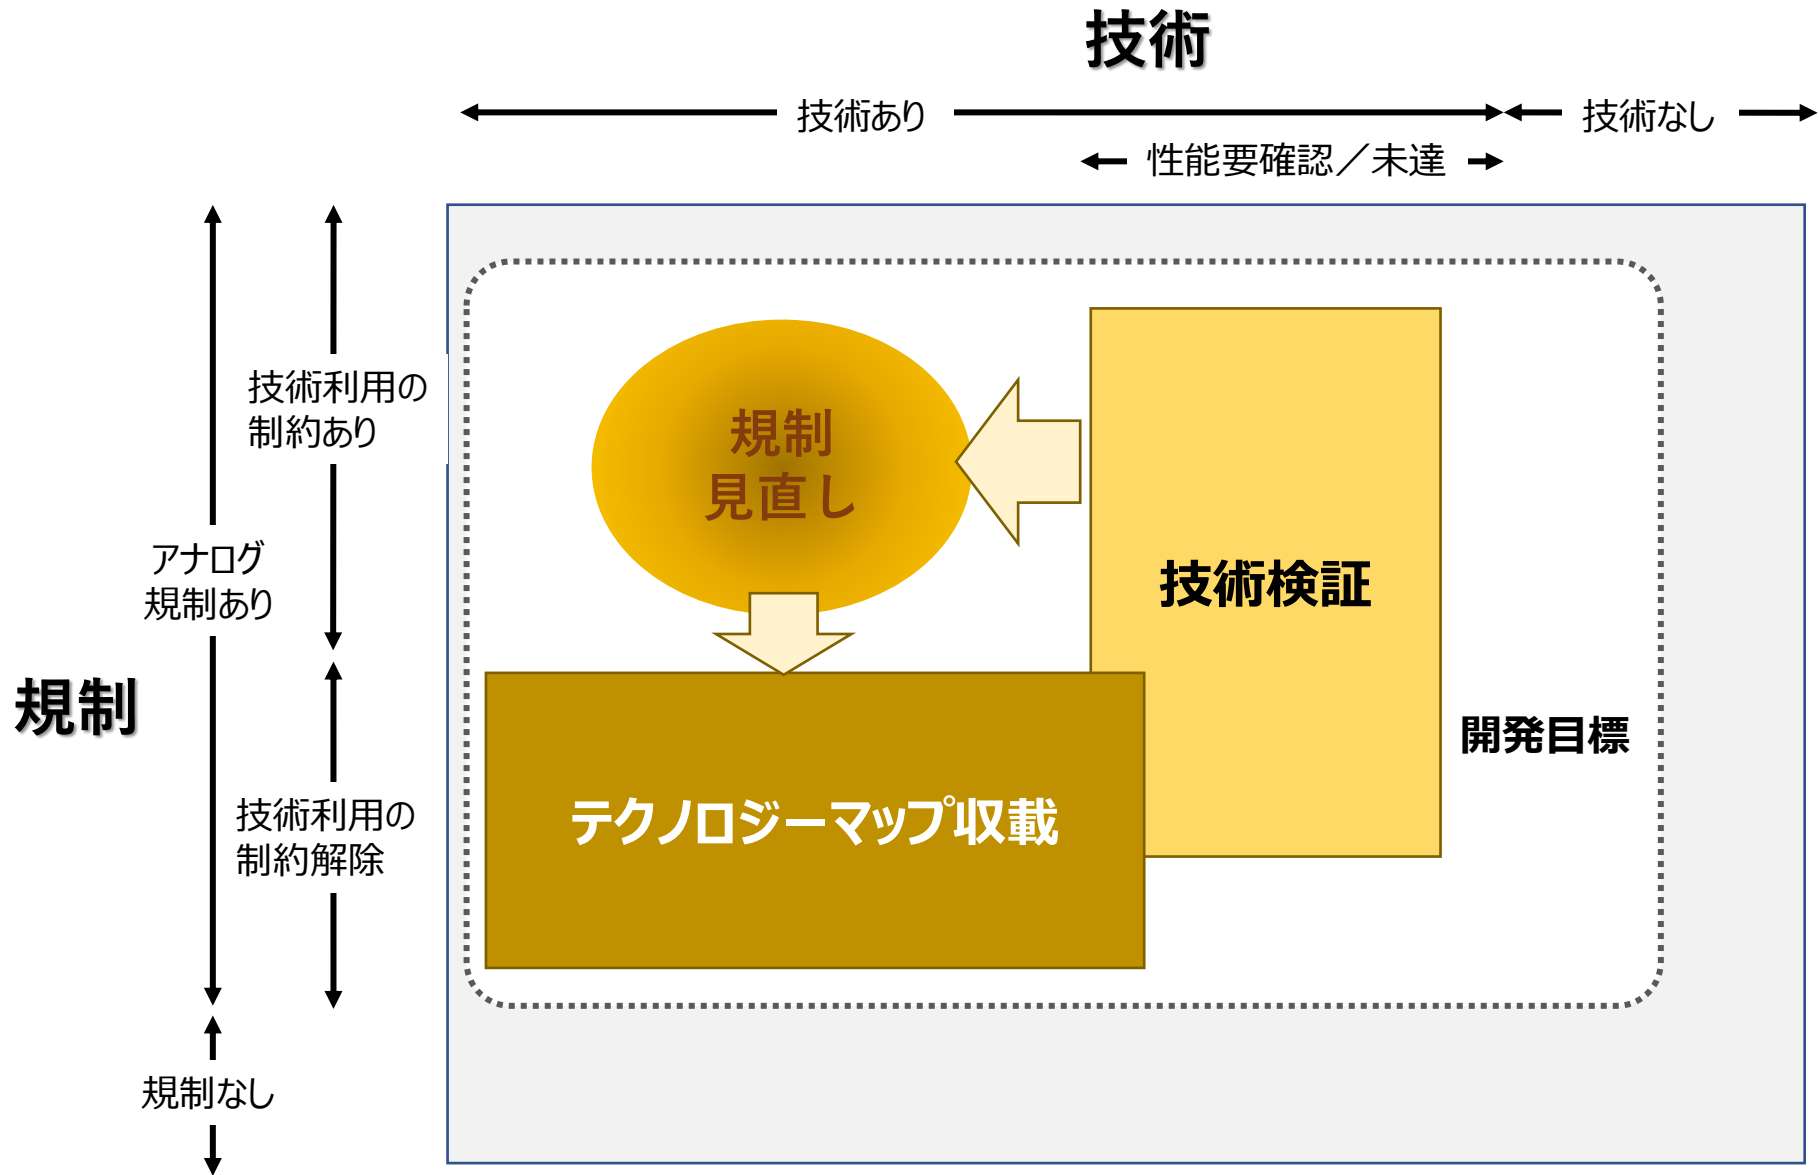 技術
技術あり
技術なし
性能要確認／未達
規制
アナログ
規制あり
規制なし
技術利用の
制約あり
技術利用の
制約解除
規制
見直し
技術検証
テクノロジーマップ収載
開発目標